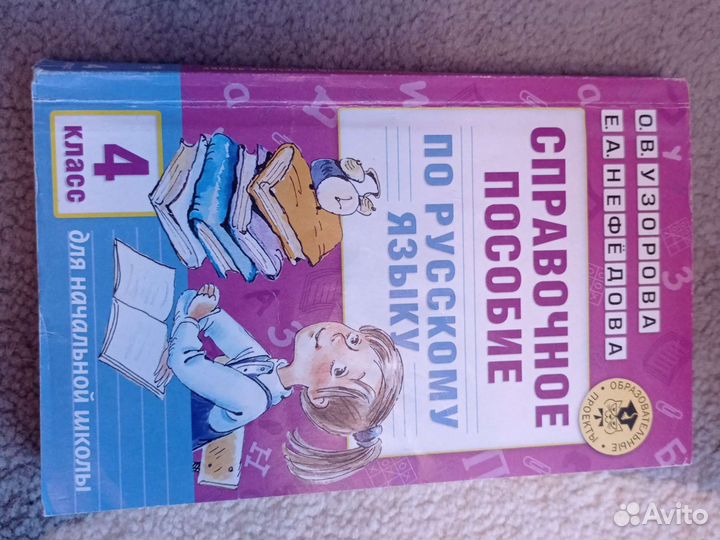 О.В. УЗОРОВА
Е.А. НЕФЁДОВА
СПРАВОЧНОЕ
ПОСОБИЕ
ПО РУССКОМУ
ЯЗЫКУ
4
класс
для начальной школы
ОБРАЗОВАТЕЛЬНЫЕ
ПРОЕКТЫ
Avito